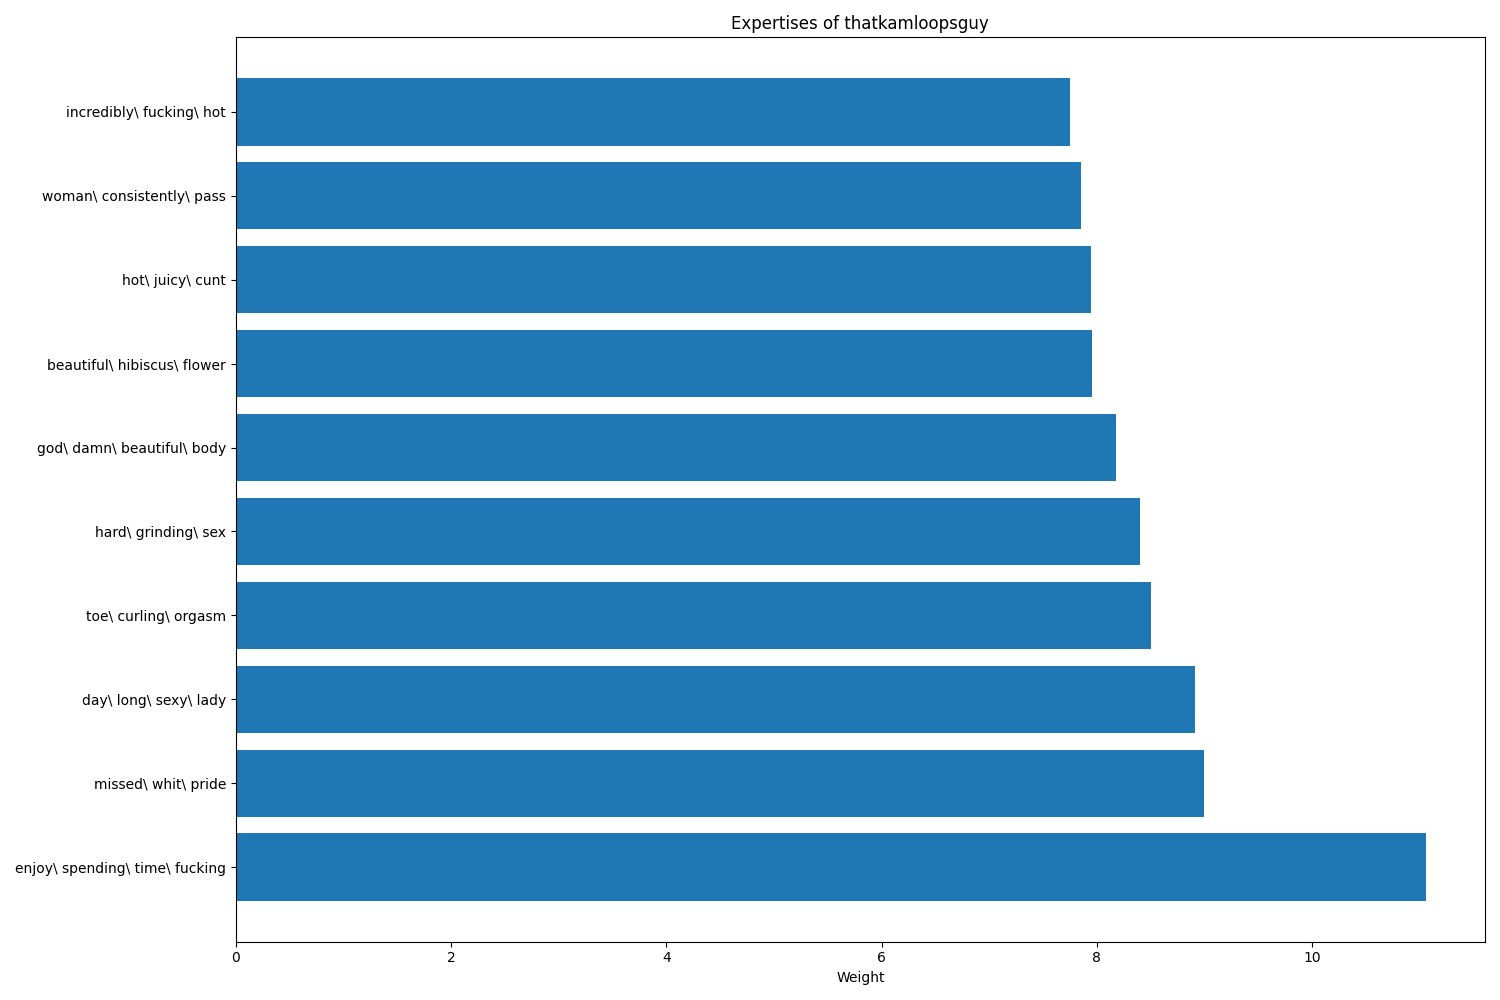 Expertises of thatkamloopsguy
incredibly\ fucking\ hot
woman\ consistently\ pass
hot\ juicy\ cunt
beautiful\ hibiscus\ flower
god\ damn\ beautiful\ body
hard\ grinding\ sex
toe\ curling\ orgasm
day\ long\ sexy\ lady
missed\ whit\ pride
enjoy\ spending\ time\ fucking
0 2 4 6 8 10
Weight